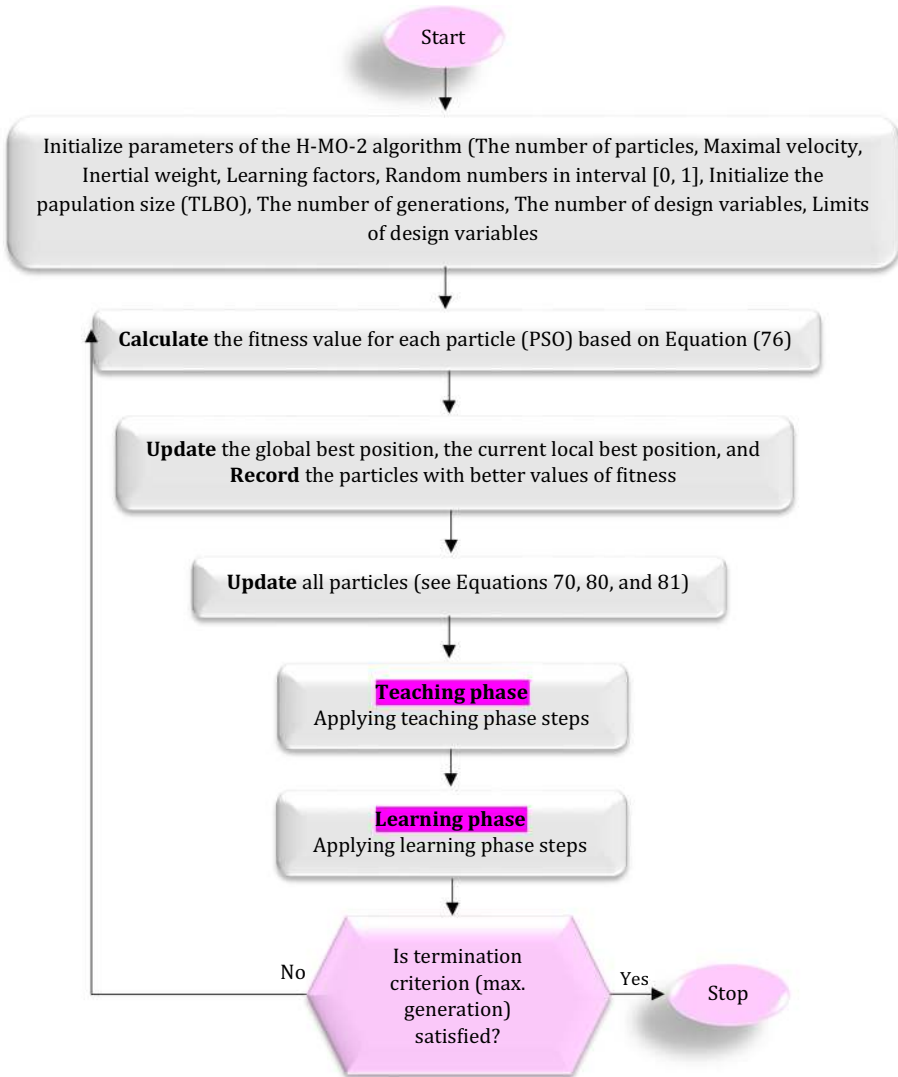 Start
Initialize parameters of the H-MO-2 algorithm (The number of particles, Maximal velocity,
Inertial weight, Learning factors, Random numbers in interval [0, 1], Initialize the
papulation size (TLBO), The number of generations, The number of design variables, Limits
of design variables
Calculate the fitness value for each particle (PSO) based on Equation (76)
Update the global best position, the current local best position, and
Record the particles with better values of fitness
Update all particles (see Equations 70, 80, and 81)
Teaching phase
Applying teaching phase steps
Learning phase
Applying learning phase steps
Is termination
criterion (max.
generation)
satisfied?
No
Yes
Stop